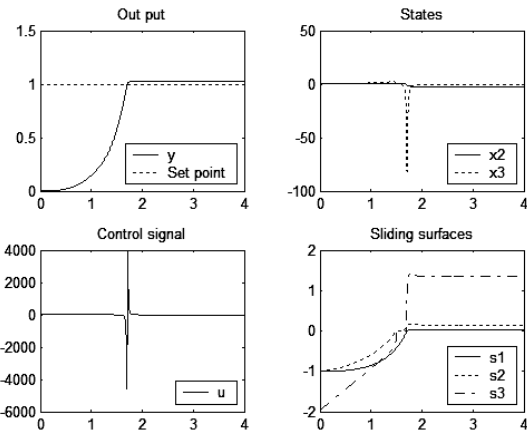 Out put
1.5
1
0.5
0
0 1 2 3 4
y
Set point
States
50
0
-50
-100
0 1 2 3 4
x2
x3
Control signal
4000
2000
0
-2000
-4000
-6000
0 1 2 3 4
u
Sliding surfaces
2
1
0
-1
-2
0 1 2 3 4
s1
s2
s3